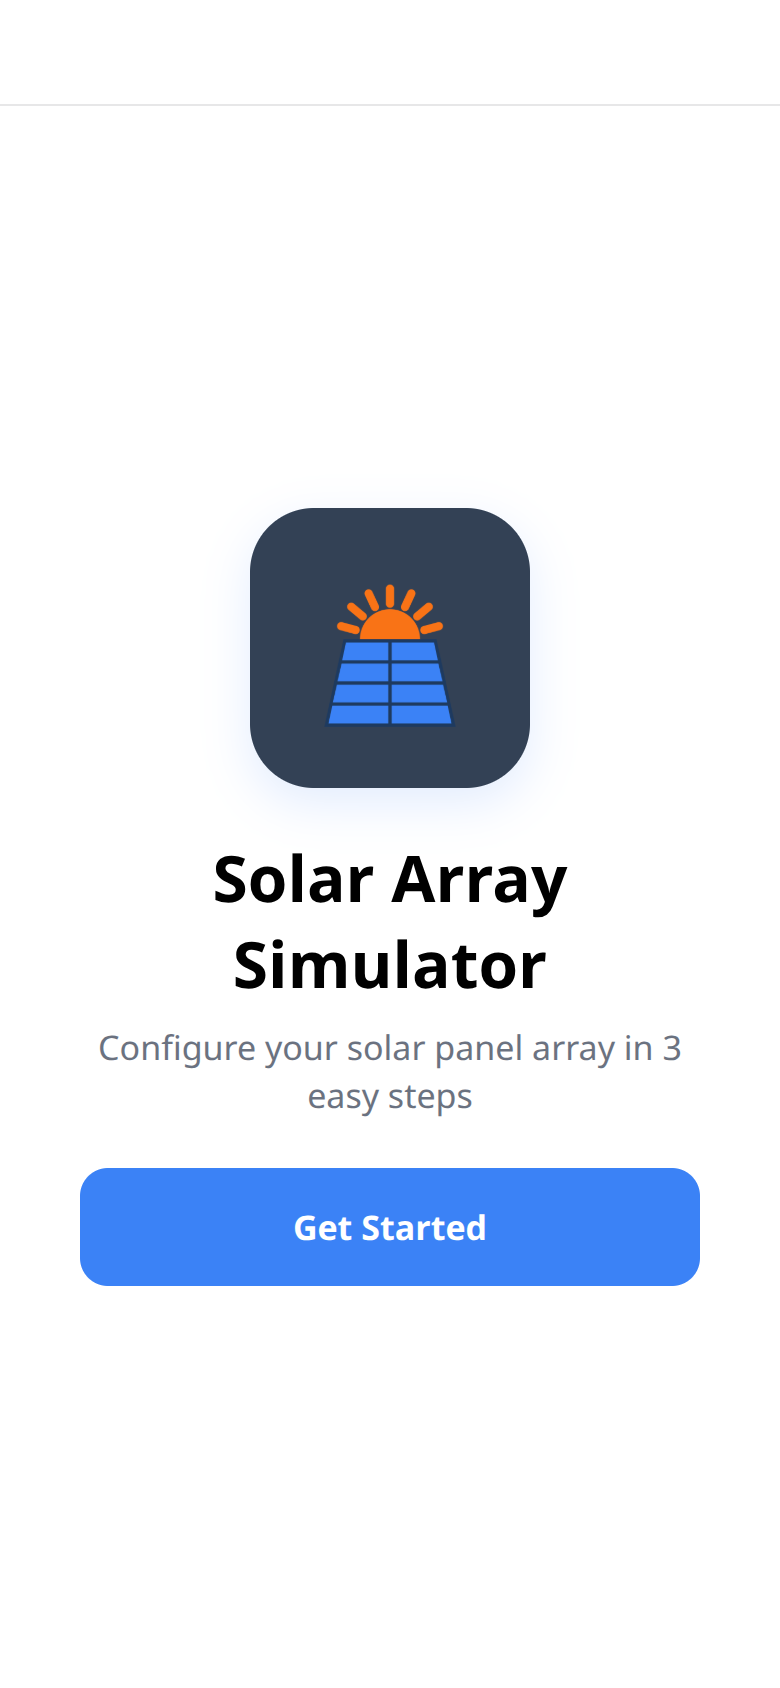 Solar Array
Simulator
Configure your solar panel array in 3
easy steps
Get Started